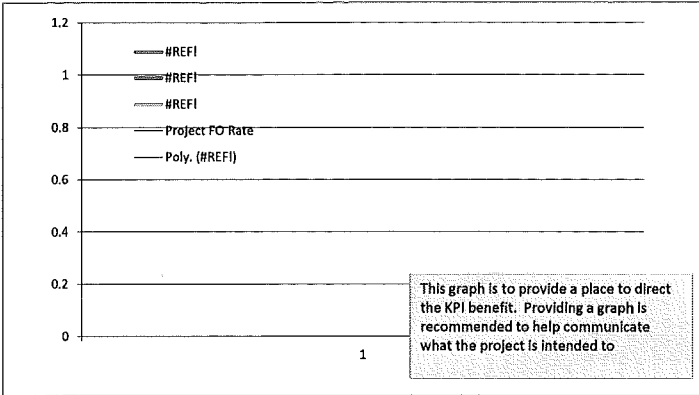 1.2
1
0.8
0.6
0.4
0.2
0
#REF!
#REF!
#REF!
Project FO Rate
Poly. (#REF!)
1
This graph is to provide a place to direct
the KPI benefit. Providing a graph is
recommended to help communicate
what the project is intended to